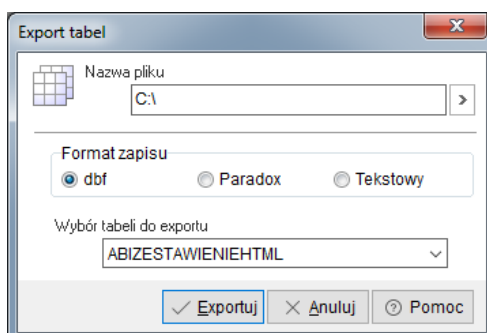 Export tabel
Nazwa pliku
C:\
Format zapisu
dbf Paradox Tekstowy
Wybór tabeli do exportu
ABIZESTAWIENIEHTML
Exportuj Anuluj Pomoc